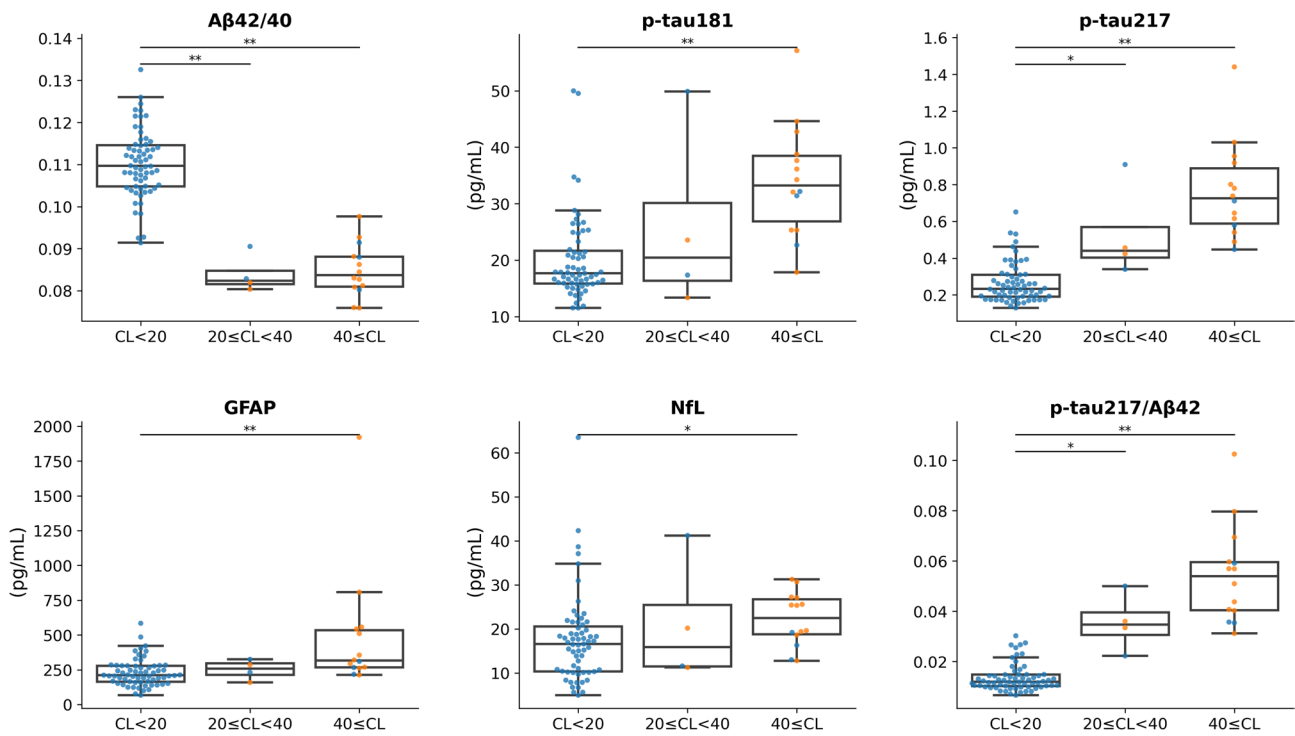 Aβ42/40
0.14
0.13
0.12
0.11
0.10
0.09
0.08
**
**
CL<20
20≤CL<40
40≤CL
p-tau181
(pg/mL)
50
40
30
20
10
**
CL<20
20≤CL<40
40≤CL
p-tau217
(pg/mL)
1.6
1.4
1.2
1.0
0.8
0.6
0.4
0.2
**
*
CL<20
20≤CL<40
40≤CL
GFAP
(pg/mL)
2000
1750
1500
1250
1000
750
500
250
0
**
CL<20
20≤CL<40
40≤CL
NfL
(pg/mL)
60
50
40
30
20
10
*
CL<20
20≤CL<40
40≤CL
p-tau217/Aβ42
0.10
0.08
0.06
0.04
0.02
**
*
CL<20
20≤CL<40
40≤CL